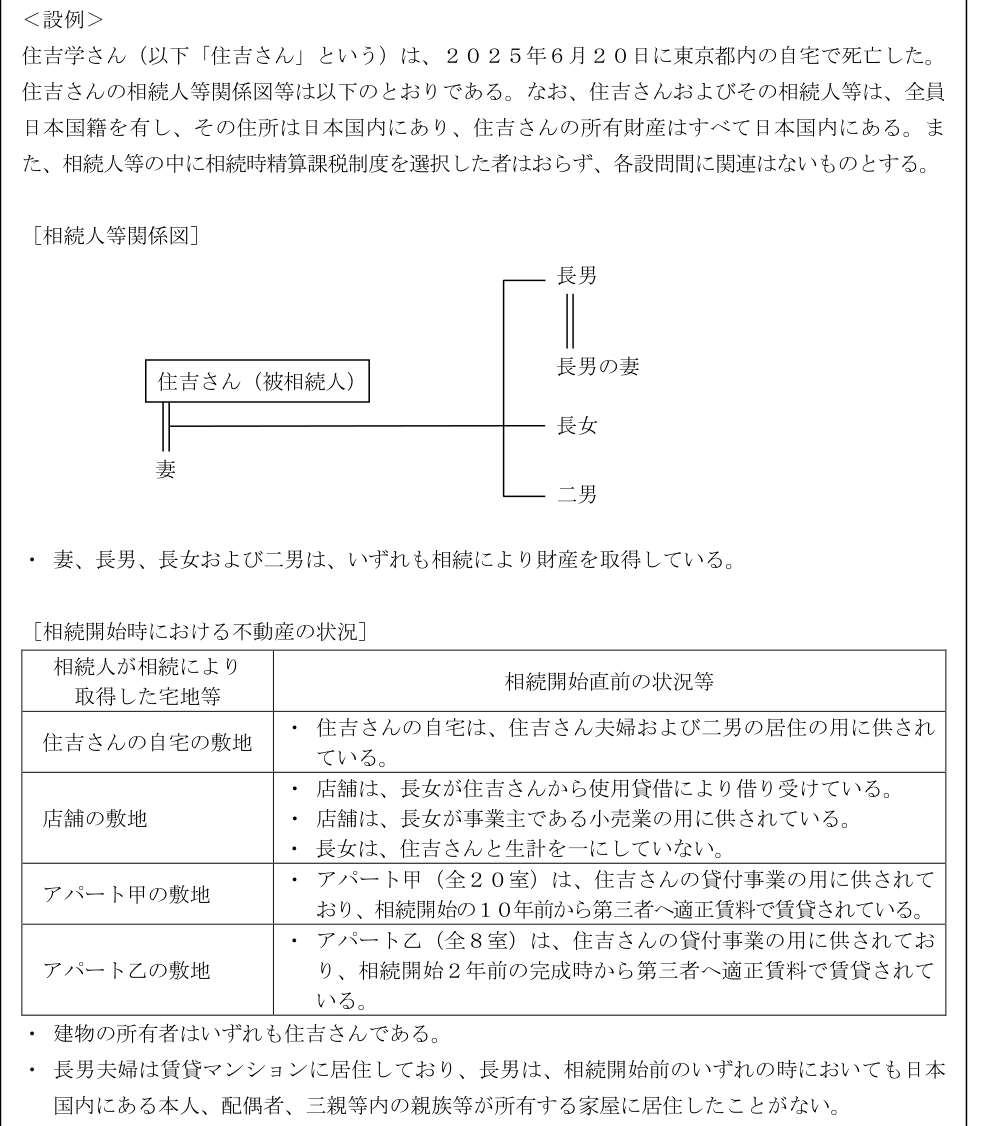 ＜設例＞
住吉学さん（以下「住吉さん」という）は、２０２５年６月２０日に東京都内の自宅で死亡した。
住吉さんの相続人等関係図等は以下のとおりである。なお、住吉さんおよびその相続人等は、全員
日本国籍を有し、その住所は日本国内にあり、住吉さんの所有財産はすべて日本国内にある。ま
た、相続人等の中に相続時精算課税制度を選択した者はおらず、各設問間に関連はないものとする。
［相続人等関係図］
長男
長男の妻
住吉さん（被相続人）
長女
妻
二男
・ 妻、長男、長女および二男は、いずれも相続により財産を取得している。
［相続開始時における不動産の状況］
相続人が相続により
取得した宅地等
相続開始直前の状況等
住吉さんの自宅の敷地
・ 住吉さんの自宅は、住吉さん夫婦および二男の居住の用に供され
ている。
店舗の敷地
・ 店舗は、長女が住吉さんから使用貸借により借り受けている。
・ 店舗は、長女が事業主である小売業の用に供されている。
・ 長女は、住吉さんと生計を一にしていない。
アパート甲の敷地
・ アパート甲（全２０室）は、住吉さんの貸付事業の用に供されて
おり、相続開始の１０年前から第三者へ適正賃料で賃貸されている。
アパート乙の敷地
・ アパート乙（全８室）は、住吉さんの貸付事業の用に供されてお
り、相続開始２年前の完成時から第三者へ適正賃料で賃貸されて
いる。
・ 建物の所有者はいずれも住吉さんである。
・ 長男夫婦は賃貸マンションに居住しており、長男は、相続開始前のいずれの時においても日本
国内にある本人、配偶者、三親等内の親族等が所有する家屋に居住したことがない。